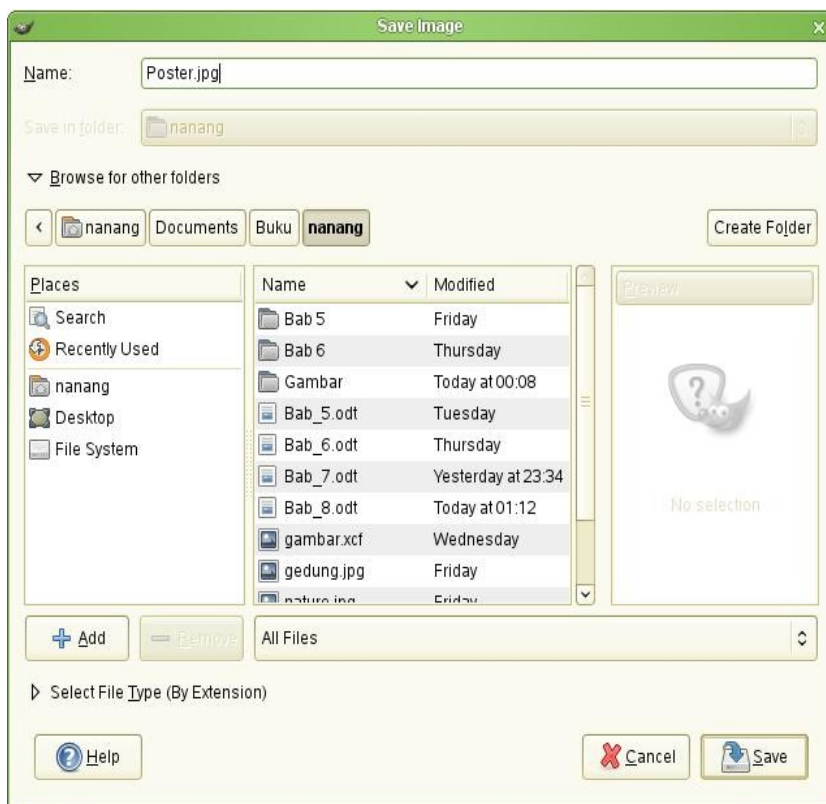 Save Image
Name: Poster.jpg
Save in folder: nanang
Browse for other folders
nanang Documents Buku nanang Create Folder
Places
Search
Recently Used
nanang
Desktop
File System
Name Modified
Bab 5 Friday
Bab 6 Thursday
Gambar Today at 00:08
Bab_5.odt Tuesday
Bab_6.odt Thursday
Bab_7.odt Yesterday at 23:34
Bab_8.odt Today at 01:12
gambar.xcf Wednesday
gedung.jpg Friday
nature.jpg Friday
Preview
No selection
Add Remove All Files
Select File Type (By Extension)
Help Cancel Save